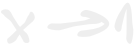 x → 1